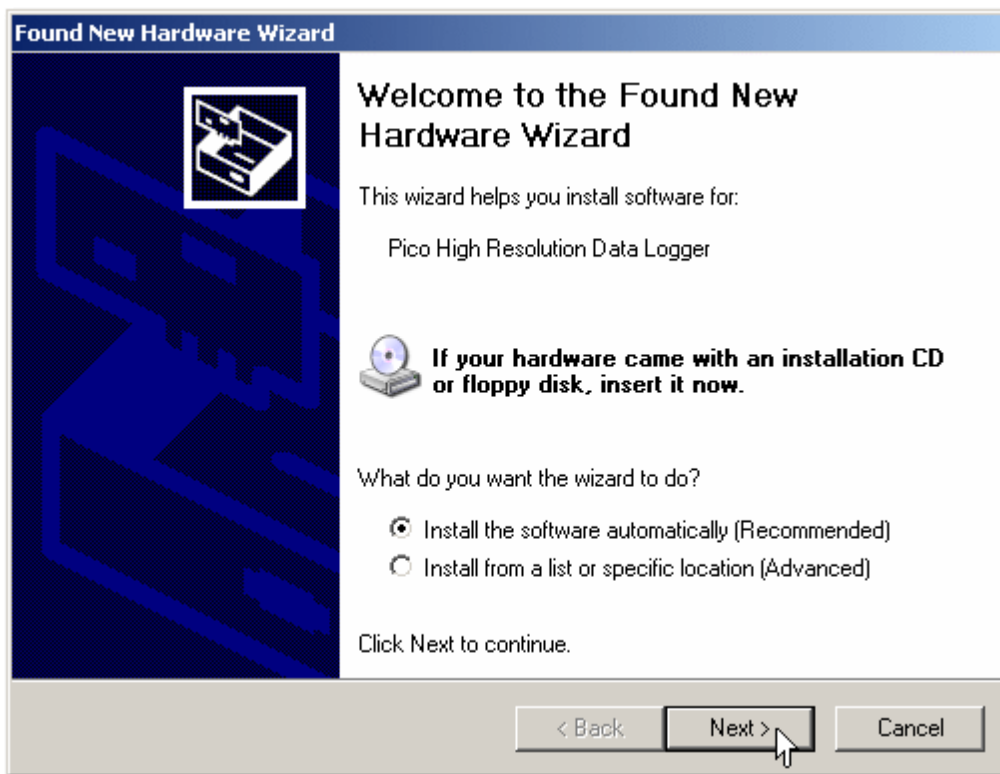 Found New Hardware Wizard
Welcome to the Found New
Hardware Wizard
This wizard helps you install software for:
Pico High Resolution Data Logger
If your hardware came with an installation CD
or floppy disk, insert it now.
What do you want the wizard to do?
Install the software automatically (Recommended)
Install from a list or specific location (Advanced)
Click Next to continue.
< Back
Next >
Cancel